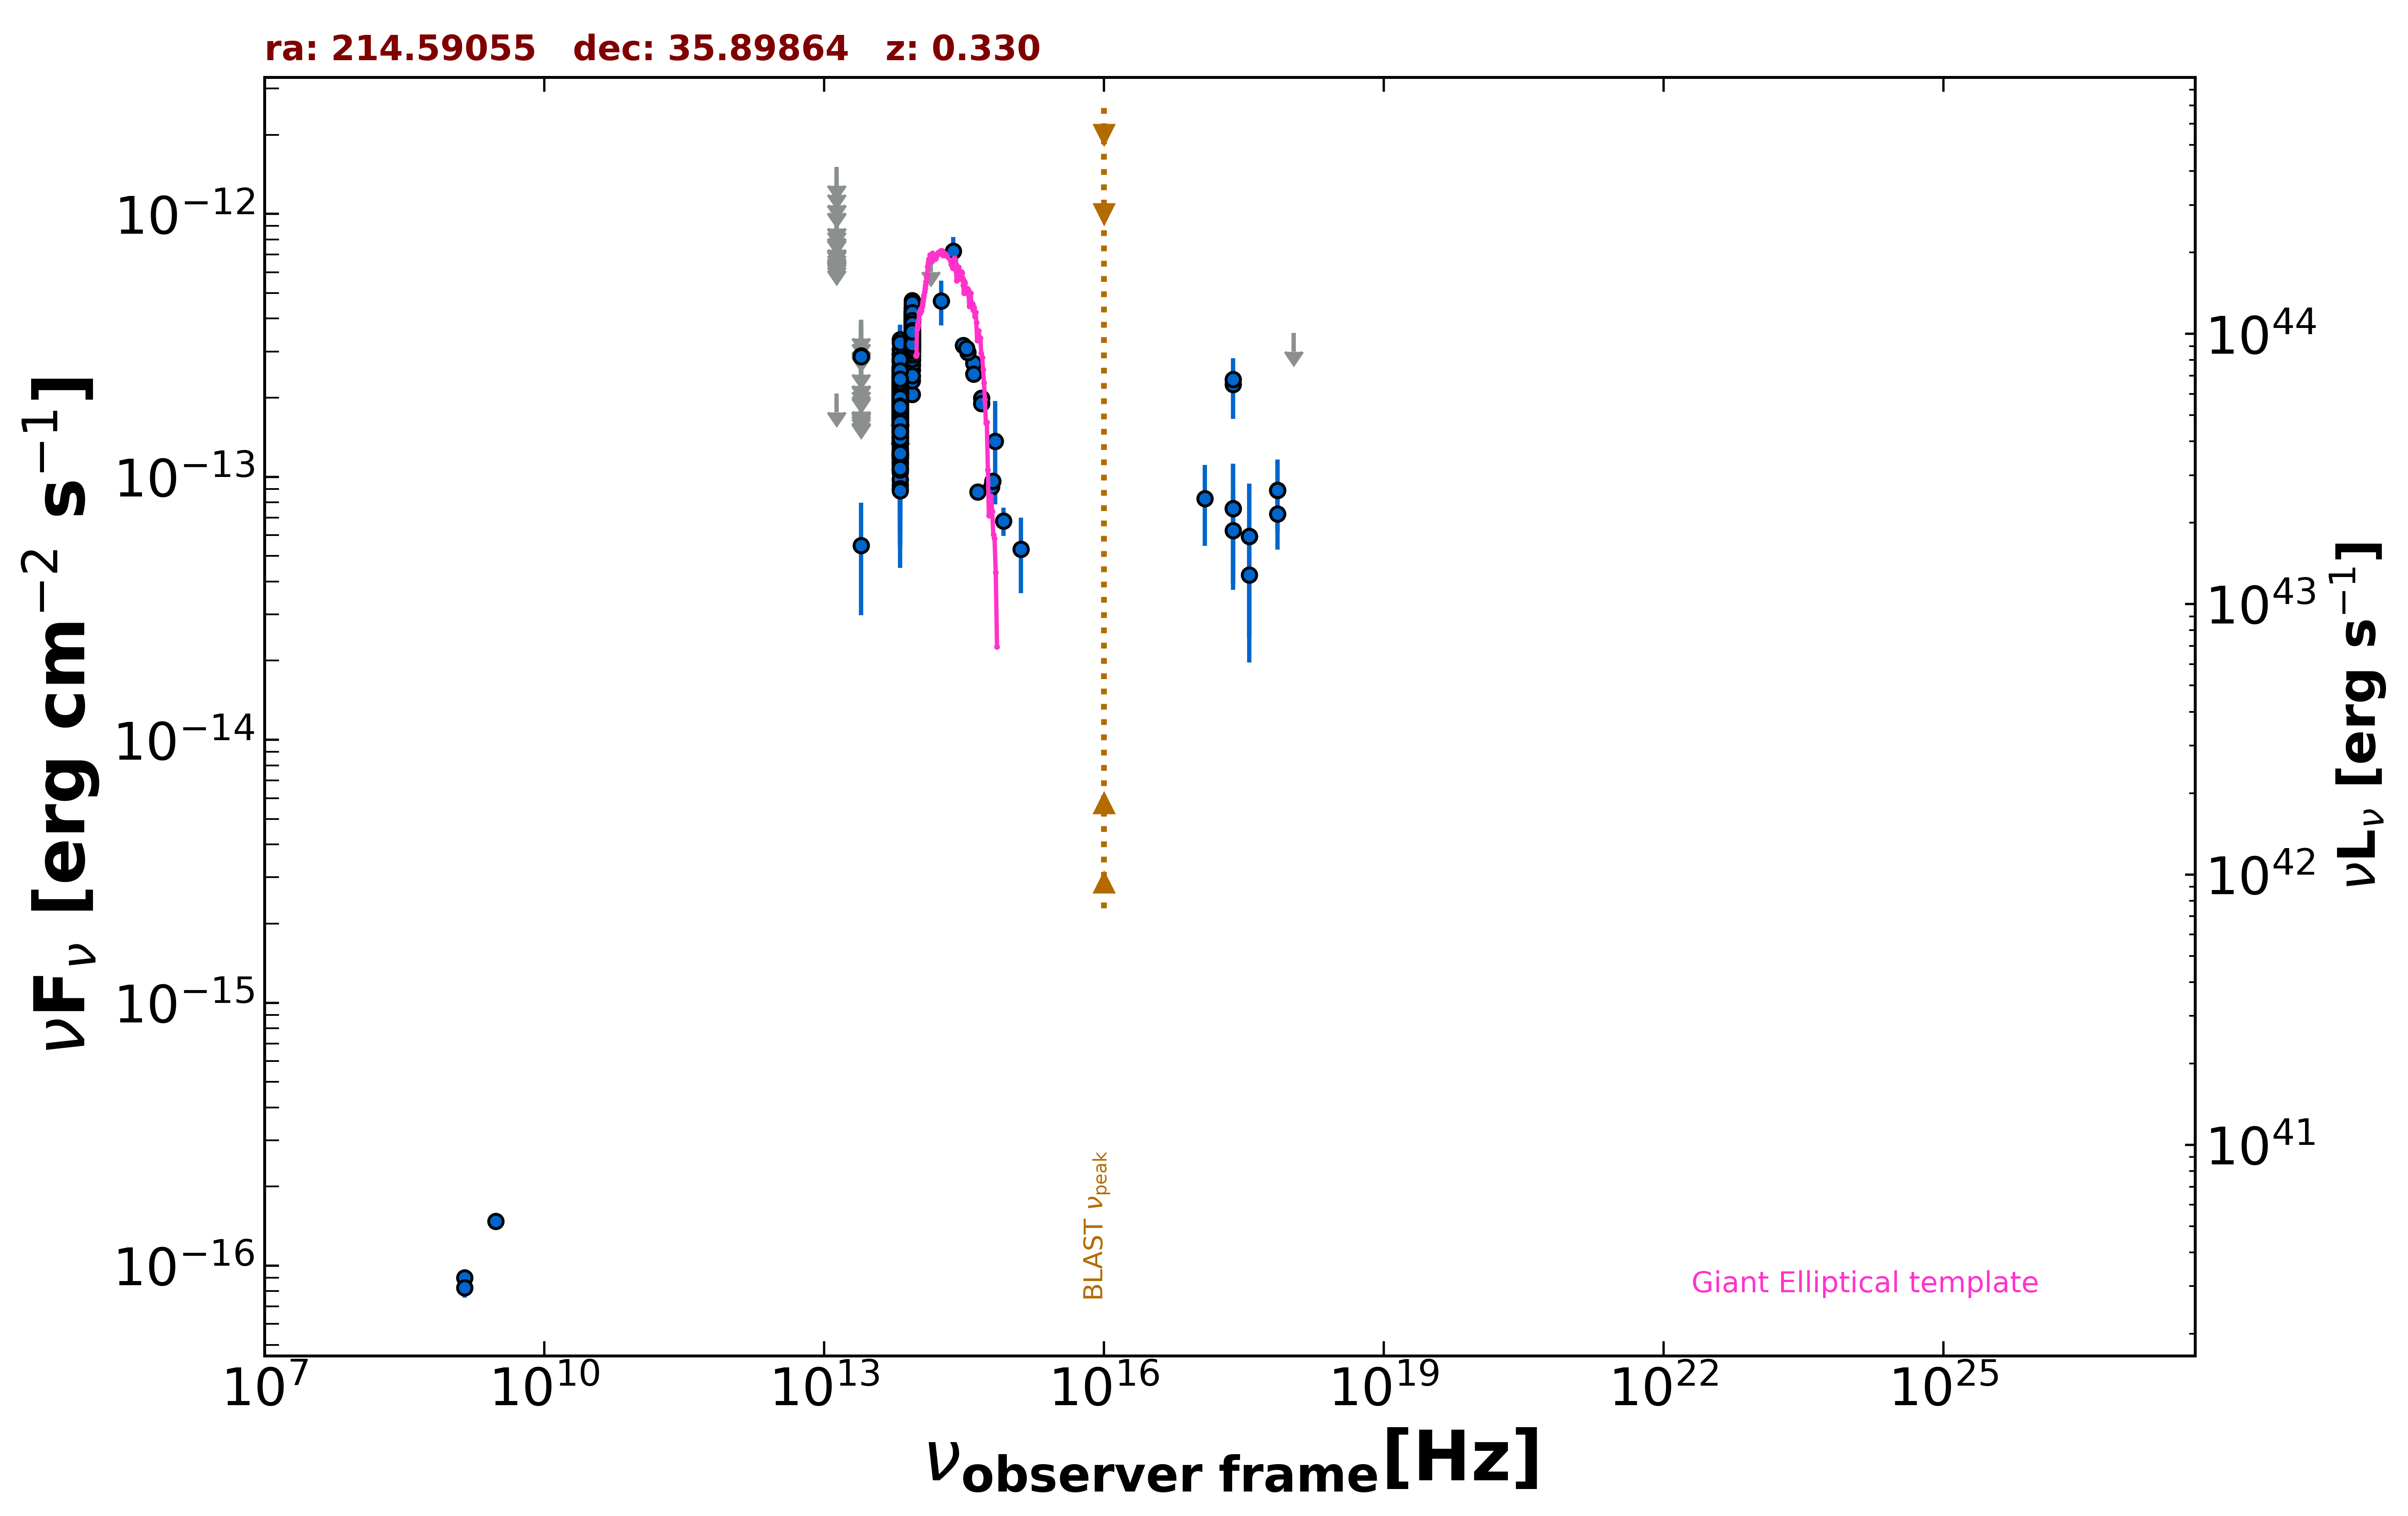 ra: 214.59055   dec: 35.89864   z: 0.330
10⁻¹²
10⁻¹³
10⁻¹⁴
10⁻¹⁵
10⁻¹⁶
νFν [erg cm⁻² s⁻¹]
10⁴⁴
10⁴³
10⁴²
10⁴¹
νLν [erg s⁻¹]
BLAST νpeak
Giant Elliptical template
10⁷ 10¹⁰ 10¹³ 10¹⁶ 10¹⁹ 10²² 10²⁵
νobserver frame[Hz]